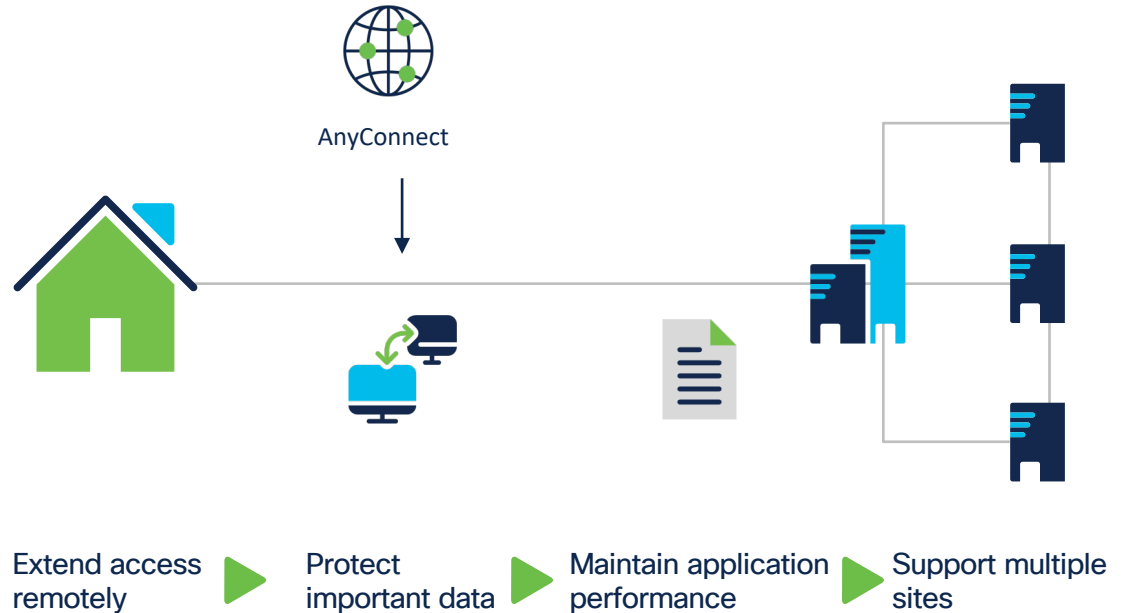 AnyConnect
Extend access
remotely
Protect
important data
Maintain application
performance
Support multiple
sites